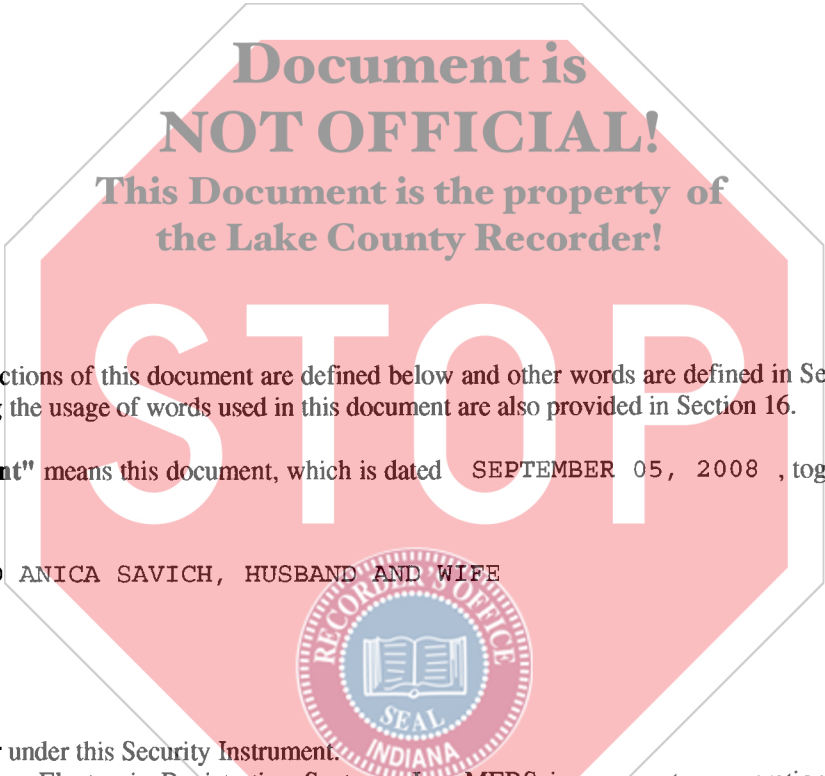 Document is
NOT OFFICIAL!
This Document is the property of
the Lake County Recorder!
STOP
ctions of this document are defined below and other words are defined in Se
the usage of words used in this document are also provided in Section 16.
nt" means this document, which is dated SEPTEMBER 05, 2008 , tog
ANICA SAVICH, HUSBAND AND WIFE
RECORDER'S OFFICE
SEAL
INDIANA
under this Security Instrument.